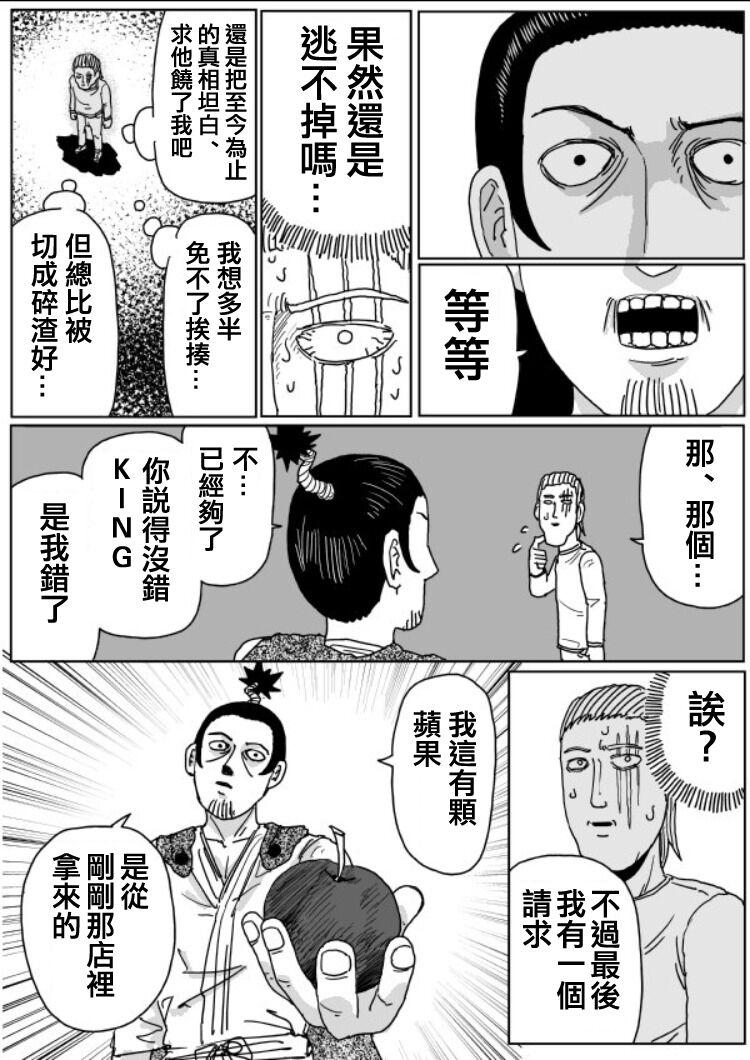 等等
果然還是
逃不掉嗎…
還是把至今為止
的真相坦白、
求他饒了我吧
我想多半
免不了挨揍…
但總比被
切成碎渣好…
那、那個…
不…
已經夠了
你説得沒錯
KING
是我錯了
誒?
不過最後
我有一個
請求
我這有顆
蘋果
是從
剛剛那店裡
拿來的